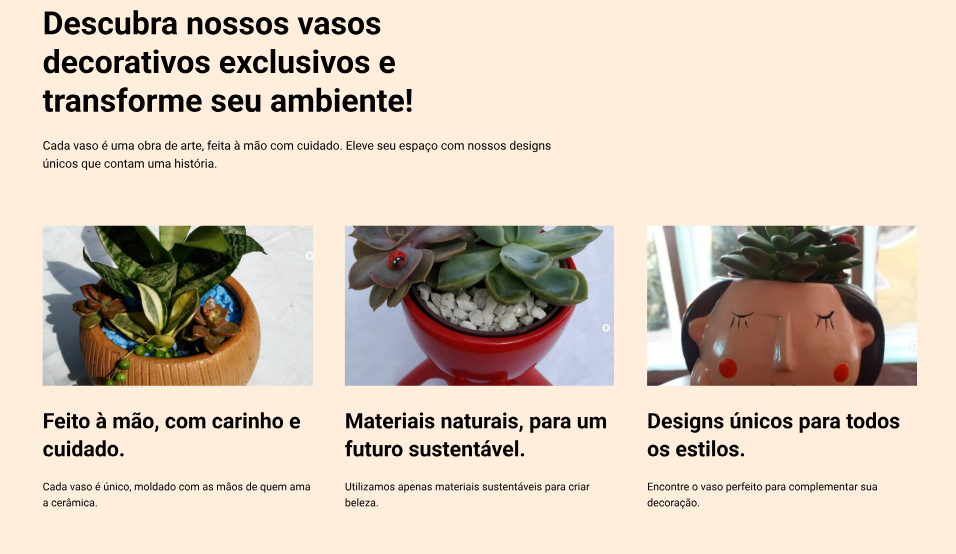 Descubra nossos vasos
decorativos exclusivos e
transforme seu ambiente!
Cada vaso é uma obra de arte, feita à mão com cuidado. Eleve seu espaço com nossos designs
únicos que contam uma história.
Feito à mão, com carinho e
cuidado.
Cada vaso é único, moldado com as mãos de quem ama
a cerâmica.
Materiais naturais, para um
futuro sustentável.
Utilizamos apenas materiais sustentáveis para criar
beleza.
Designs únicos para todos
os estilos.
Encontre o vaso perfeito para complementar sua
decoração.